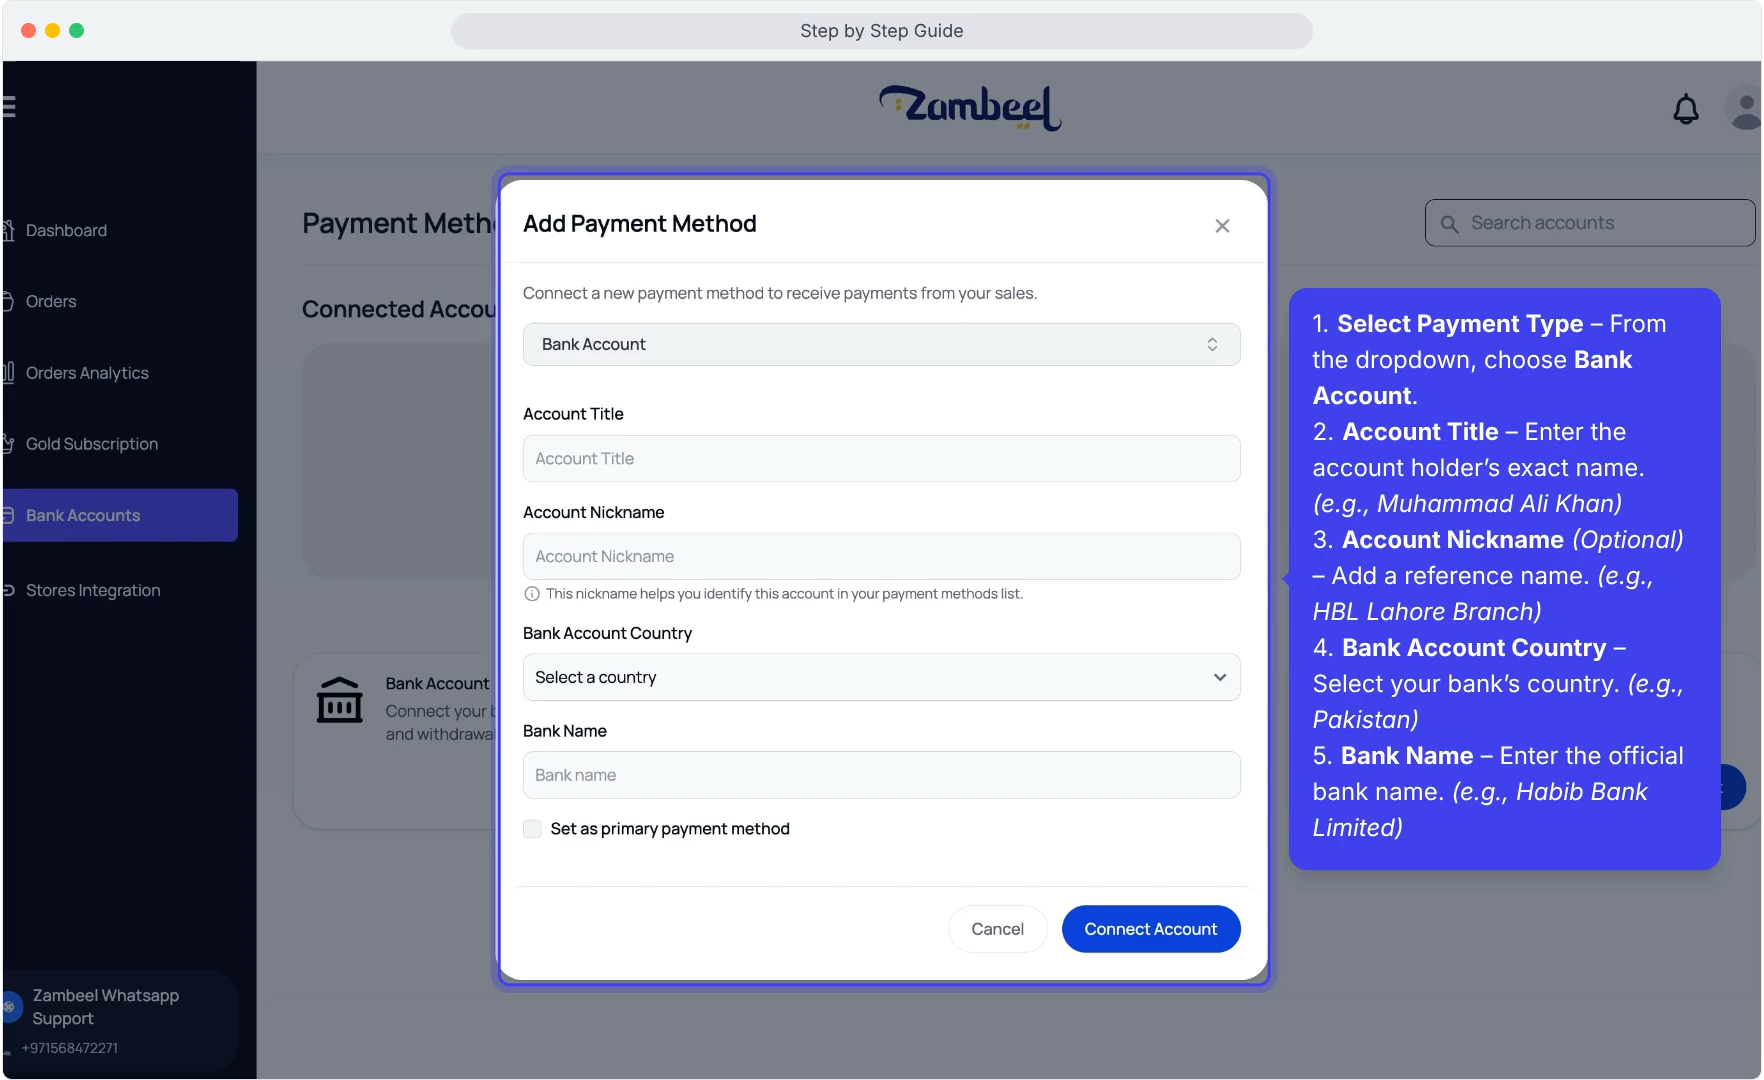 Step by Step Guide
Zambeel
Dashboard
Orders
Orders Analytics
Gold Subscription
Bank Accounts
Stores Integration
Zambeel Whatsapp
Support
+971568472271
Payment Meth
Search accounts
Connected Accou
Bank Account
Connect your b
and withdrawa
Add Payment Method
Connect a new payment method to receive payments from your sales.
Bank Account
Account Title
Account Title
Account Nickname
Account Nickname
This nickname helps you identify this account in your payment methods list.
Bank Account Country
Select a country
Bank Name
Bank name
Set as primary payment method
Cancel
Connect Account
1. Select Payment Type – From
the dropdown, choose Bank
Account.
2. Account Title – Enter the
account holder’s exact name.
(e.g., Muhammad Ali Khan)
3. Account Nickname (Optional)
– Add a reference name. (e.g.,
HBL Lahore Branch)
4. Bank Account Country –
Select your bank’s country. (e.g.,
Pakistan)
5. Bank Name – Enter the official
bank name. (e.g., Habib Bank
Limited)